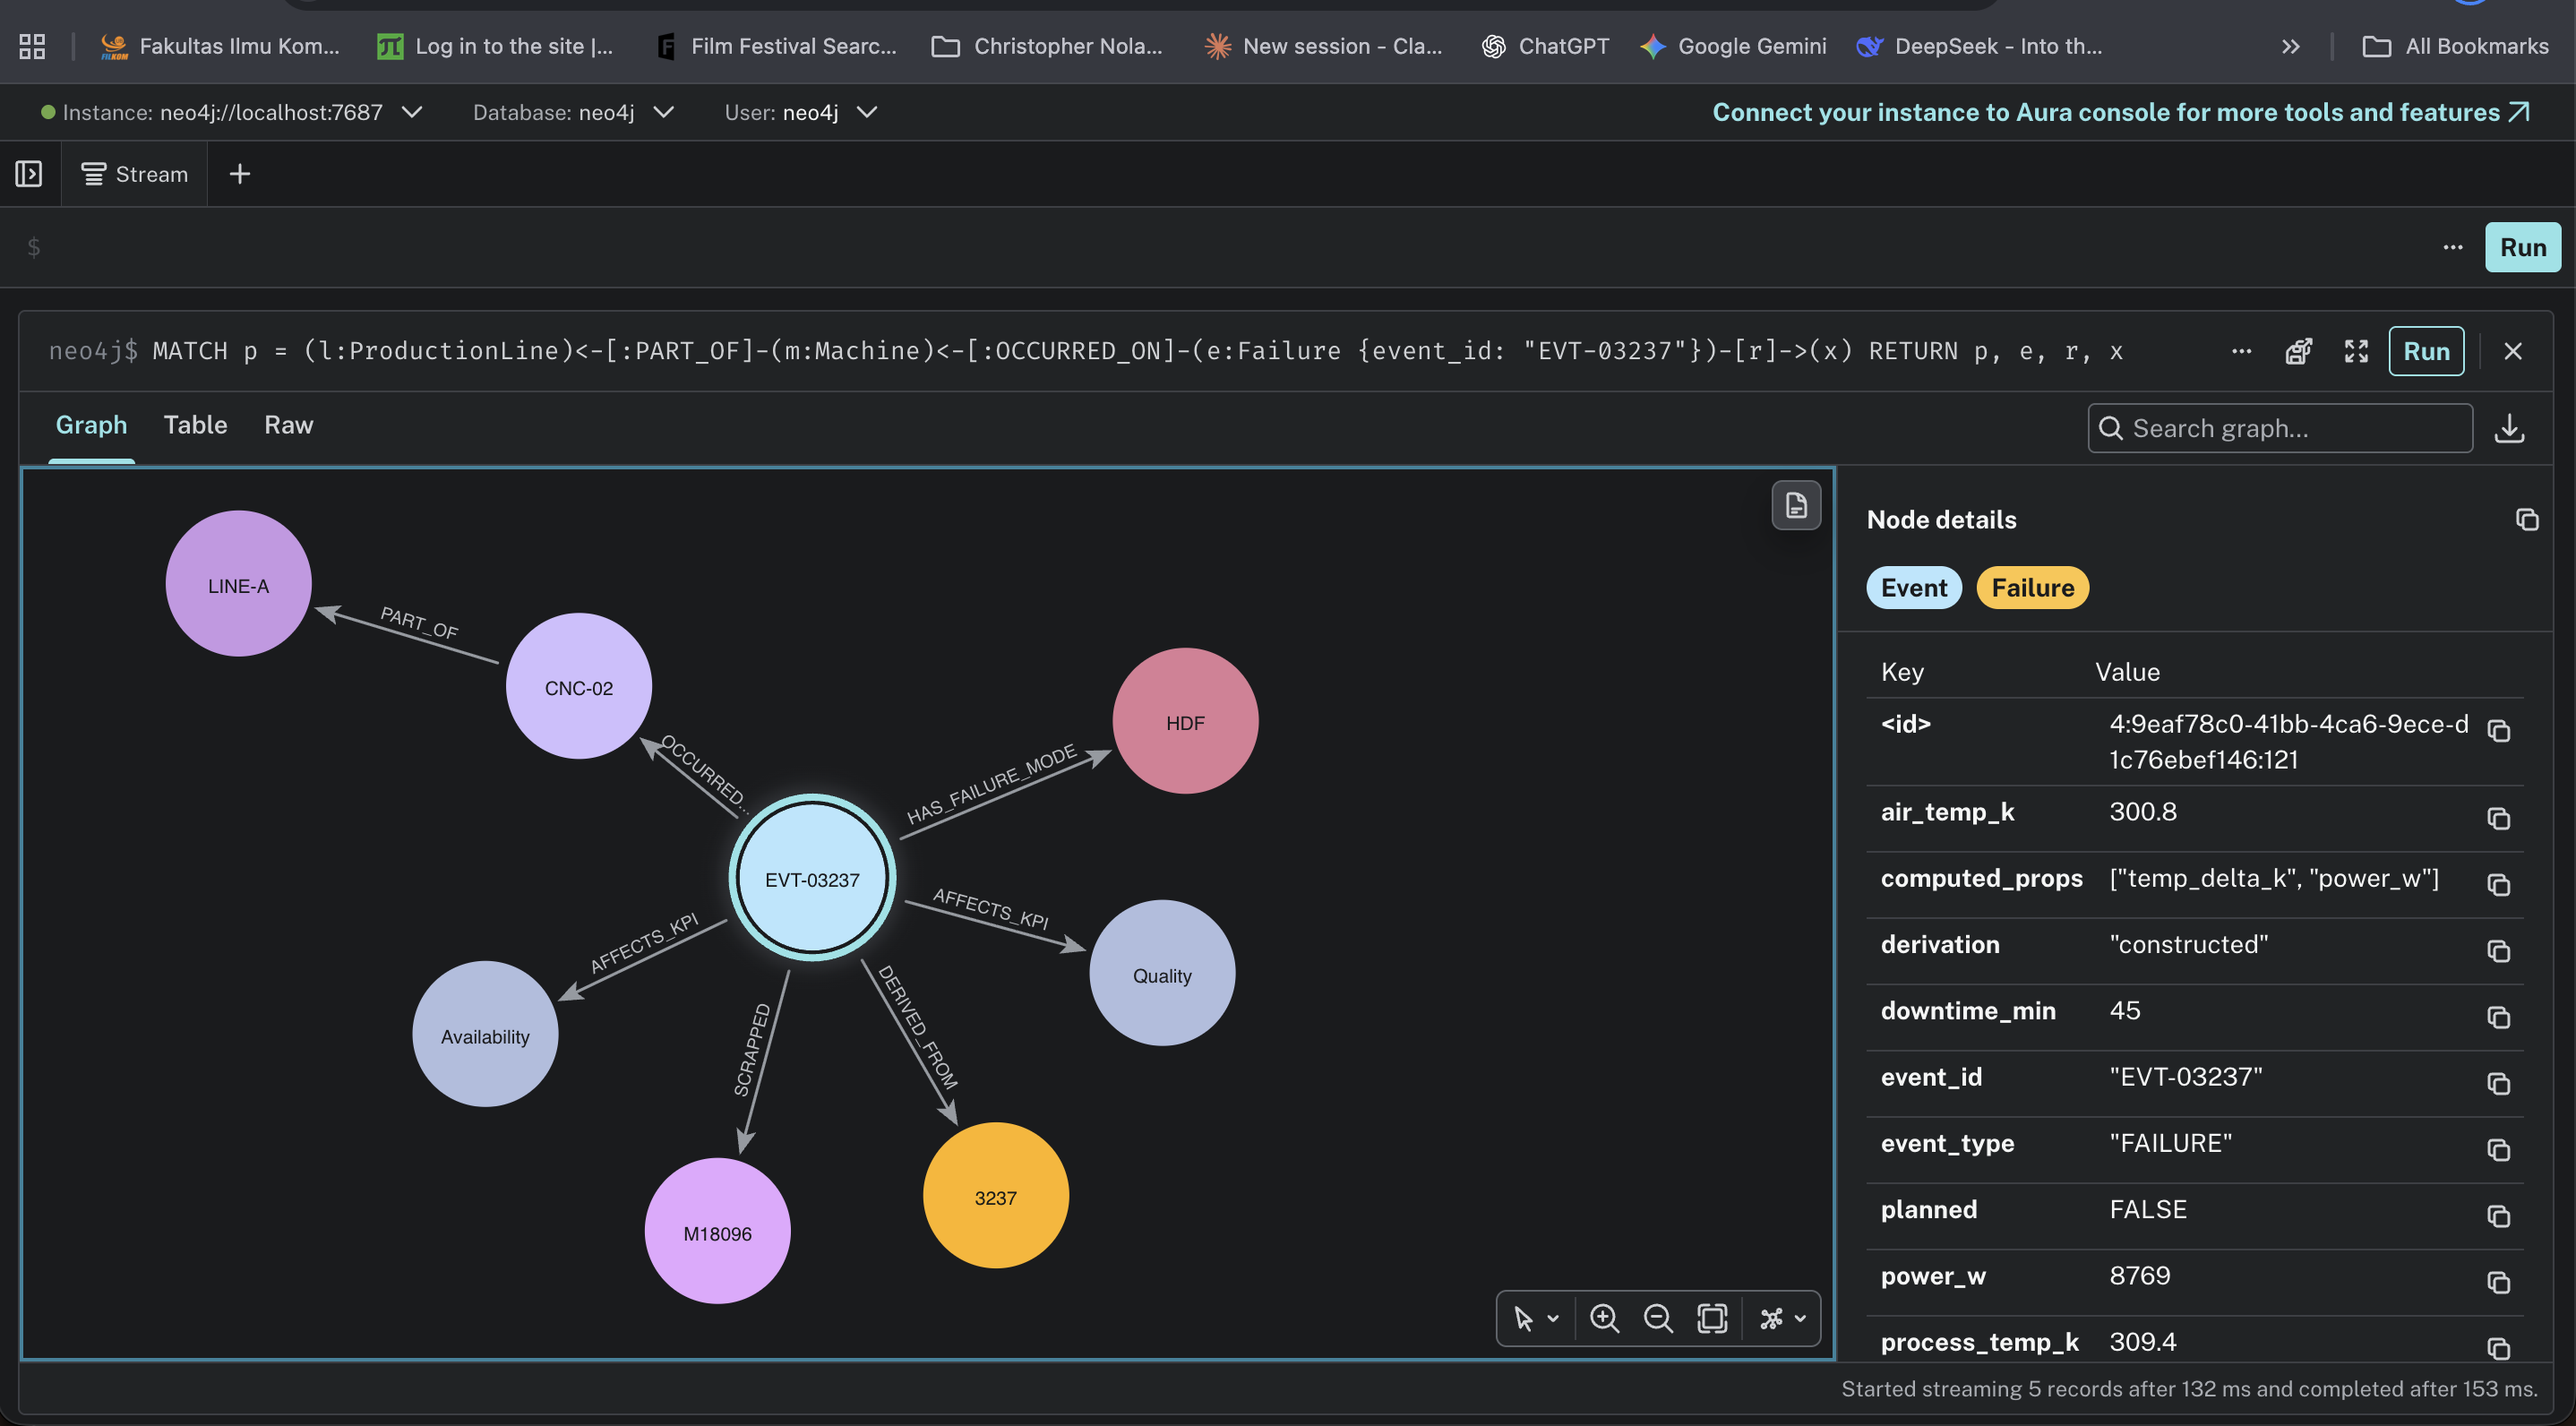 Fakultas Ilmu Kom...
Log in to the site |...
Film Festival Searc...
Christopher Nola...
New session - Cla...
ChatGPT
Google Gemini
DeepSeek - Into th...
All Bookmarks
Instance: neo4j://localhost:7687
Database: neo4j
User: neo4j
Connect your instance to Aura console for more tools and features
Stream
$
Run
neo4j$ MATCH p = (l:ProductionLine)<-[:PART_OF]-(m:Machine)<-[:OCCURRED_ON]-(e:Failure {event_id: "EVT-03237"})-[r]->(x) RETURN p, e, r, x
Run
Graph
Table
Raw
Search graph...
LINE-A
PART_OF
CNC-02
OCCURRED...
HAS_FAILURE_MODE
HDF
EVT-03237
AFFECTS_KPI
Quality
AFFECTS_KPI
Availability
SCRAPPED
M18096
DERIVED_FROM
3237
Node details
Event
Failure
Key Value
<id> 4:9eaf78c0-41bb-4ca6-9ece-d
1c76ebef146:121
air_temp_k 300.8
computed_props ["temp_delta_k", "power_w"]
derivation "constructed"
downtime_min 45
event_id "EVT-03237"
event_type "FAILURE"
planned FALSE
power_w 8769
process_temp_k 309.4
Started streaming 5 records after 132 ms and completed after 153 ms.